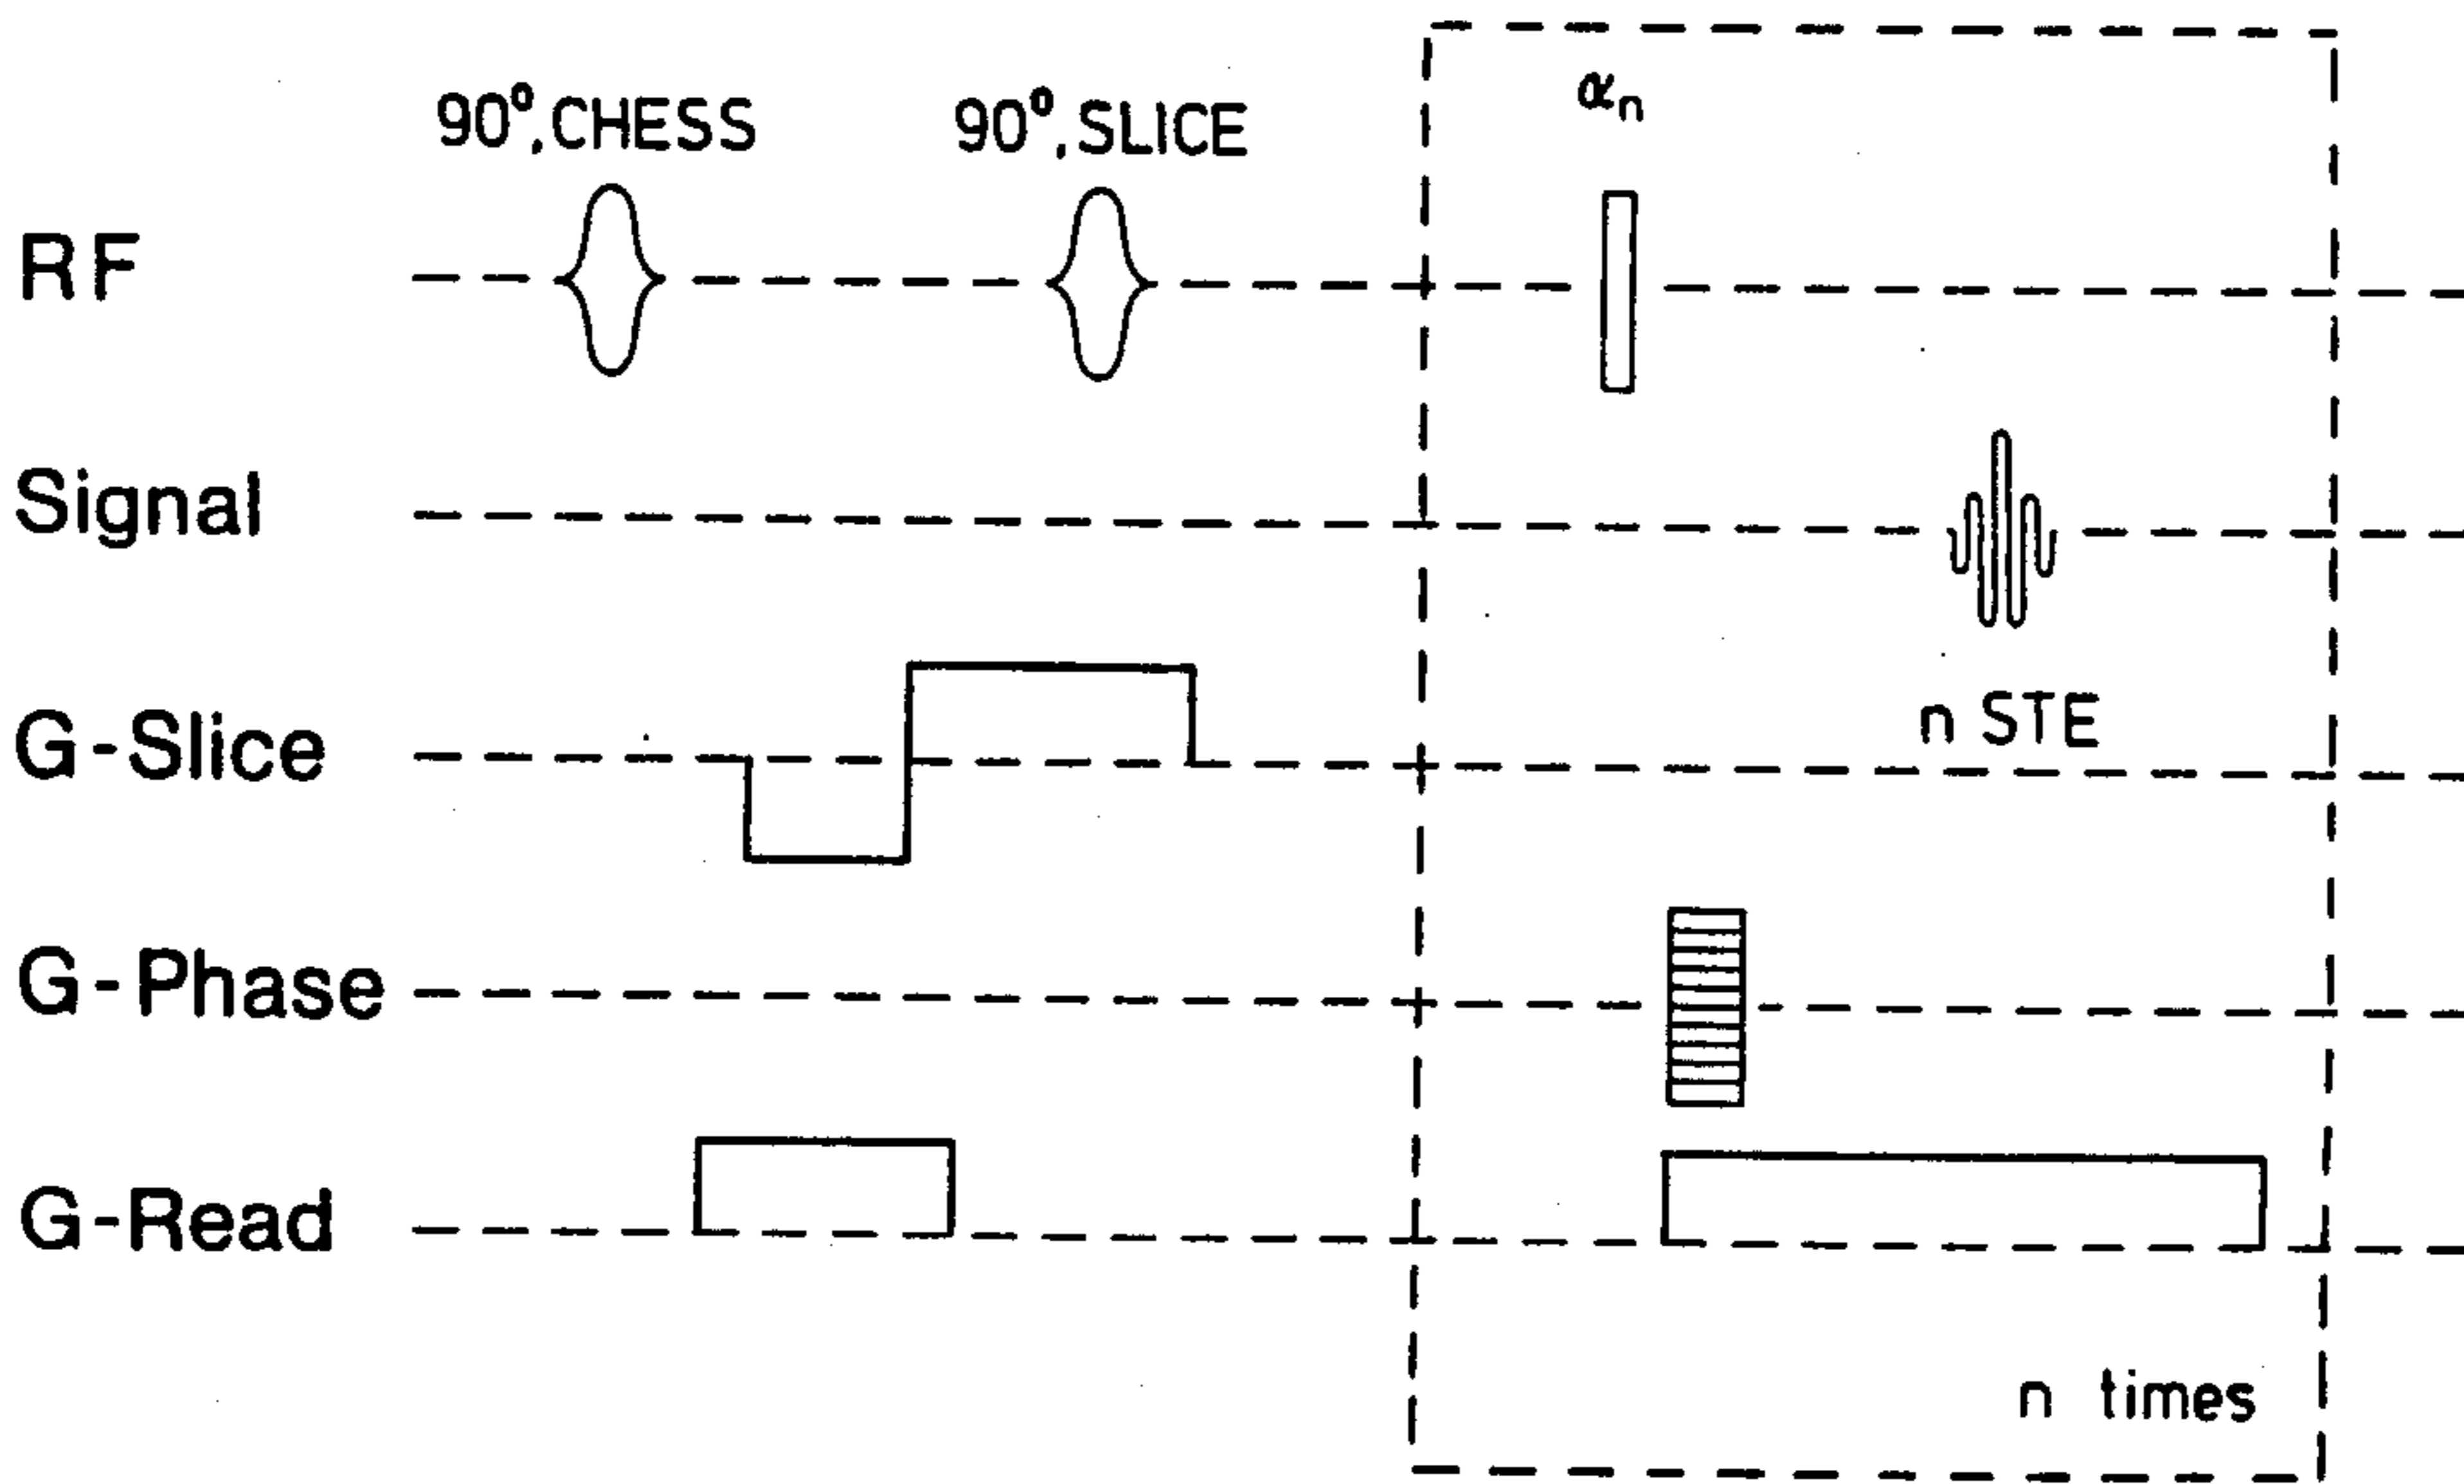 αn
90°,CHESS
90°,SLICE
RF
Signal
n STE
G-Slice
G-Phase
G-Read
n times